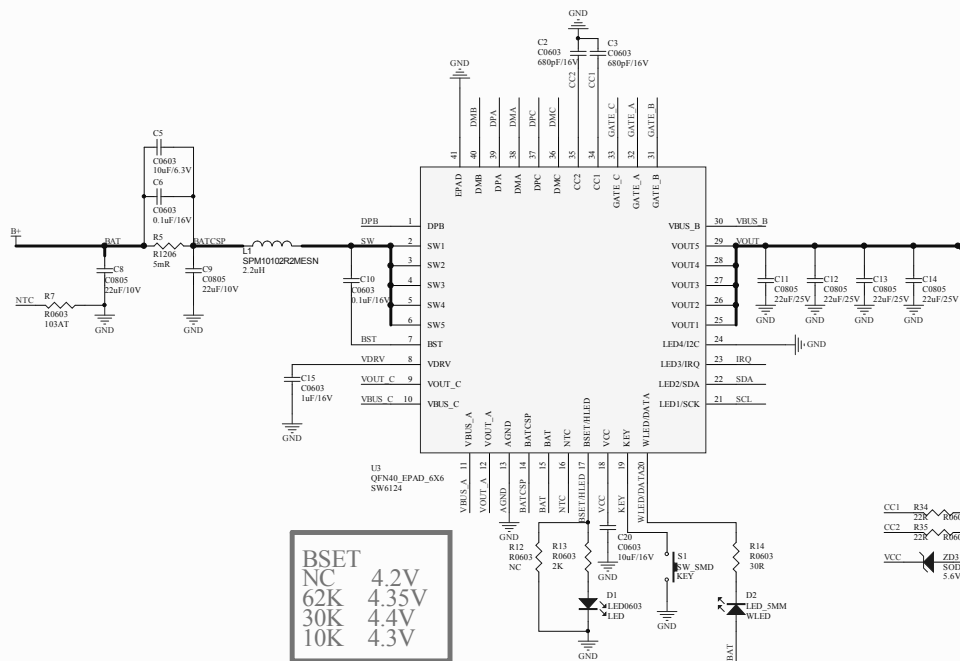 GND
C2
C0603
680pF/16V
C3
C0603
680pF/16V
GND
CC2
CC1
DMB
DPA
DMA
DPC
DMC
GATE_C
GATE_A
GATE_B
41
40
39
38
37
36
35
34
33
32
31
EPAD
DMB
DPA
DMA
DPC
DMC
CC2
CC1
GATE_C
GATE_A
GATE_B
C5
C0603
10uF/6.3V
C6
C0603
0.1uF/16V
B+
BAT
R5
R1206
5mR
BATCSP
L1
SPM10102R2MESN
2.2uH
C8
C0805
22uF/10V
GND
C9
C0805
22uF/10V
GND
NTC
R7
R0603
103AT
C10
C0603
0.1uF/16V
DPB
SW
BST
VDRV
VOUT_C
VBUS_C
C15
C0603
1uF/16V
GND
1 DPB
2 SW1
3 SW2
4 SW3
5 SW4
6 SW5
7 BST
8 VDRV
9 VOUT_C
10 VBUS_C
VBUS_B 30 VBUS_B
VOUT5 29 VOUT
VOUT4 28
VOUT3 27
VOUT2 26
VOUT1 25
LED4/I2C 24 GND
LED3/IRQ 23 IRQ
LED2/SDA 22 SDA
LED1/SCK 21 SCL
C11
C0805
22uF/25V
GND
C12
C0805
22uF/25V
GND
C13
C0805
22uF/25V
GND
C14
C0805
22uF/25V
GND
VBUS_A
VOUT_A
AGND
BATCSP
BAT
NTC
BSET/HLED
VCC
KEY
WLED/DATA
11
12
13
14
15
16
17
18
19
20
VBUS_A
VOUT_A
AGND
BATCSP
BAT
NTC
BSET/HLED
VCC
KEY
WLED/DATA
U3
QFN40_EPAD_6X6
SW6124
GND
R12
R0603
NC
R13
R0603
2K
D1
LED0603
LED
GND
C20
C0603
10uF/16V
GND
S1
SW_SMD
KEY
GND
R14
R0603
30R
D2
LED_5MM
WLED
BAT
CC1
R34
22R
CC2
R35
22R
VCC
ZD3
SOD
5.6V
BSET
NC 4.2V
62K 4.35V
30K 4.4V
10K 4.3V